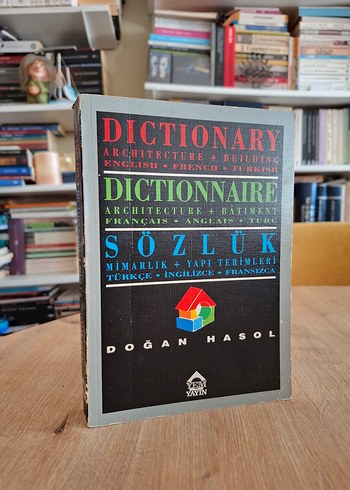 DICTIONARY
ARCHITECTURE + BUILDING
ENGLISH • FRENCH • TURKISH
DICTIONNAIRE
ARCHITECTURE + BÂTIMENT
FRANÇAIS • ANGLAIS • TURC
SÖZLÜK
MİMARLIK + YAPI TERİMLERİ
TÜRKÇE • İNGİLİZCE • FRANSIZCA
DOĞAN HASOL
YEM
YAYIN